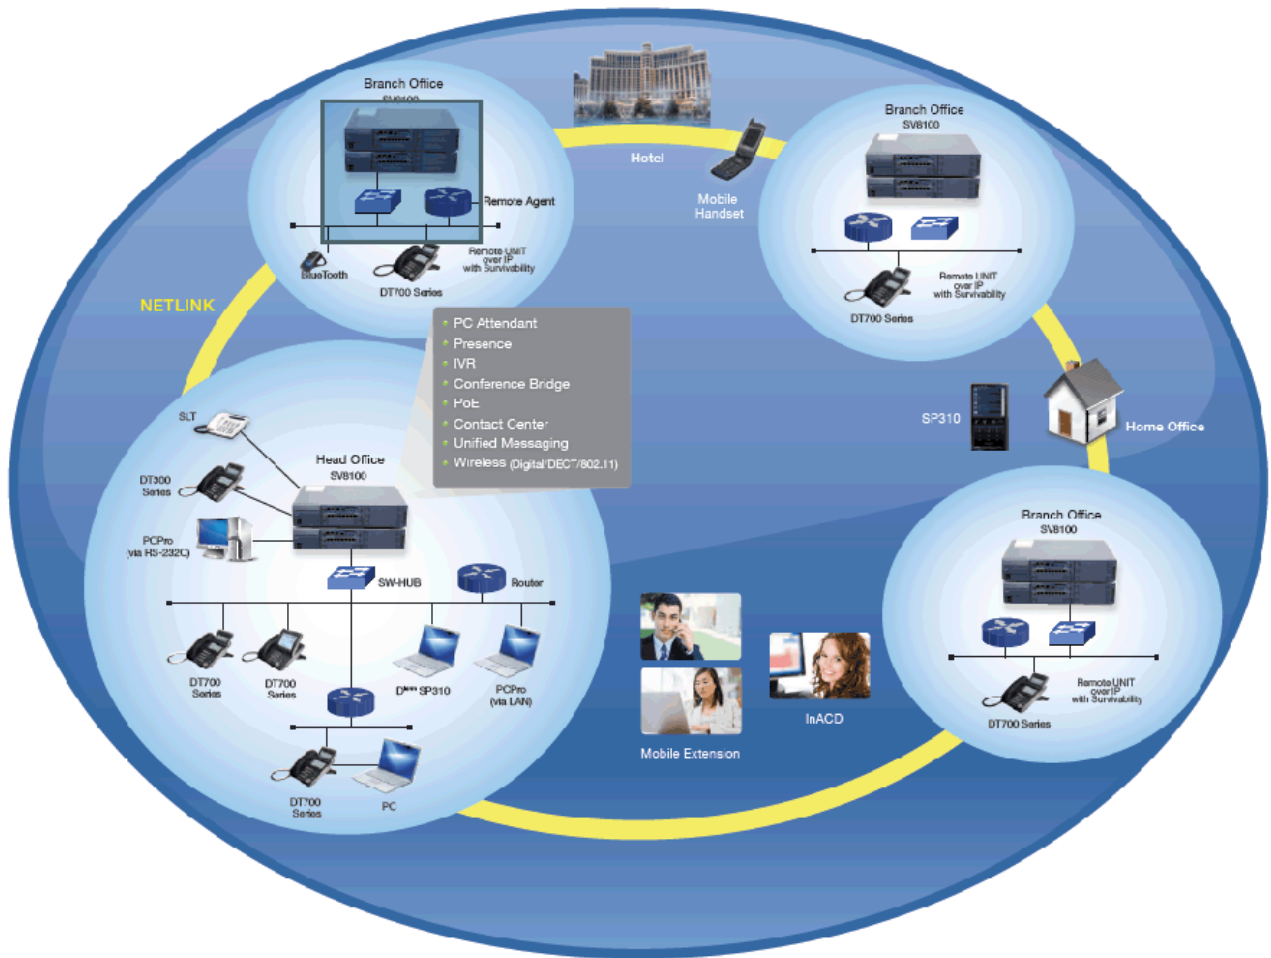 Branch Office
SV8100
Remote Agent
BlueTooth
Remote UNIT
over IP
with Survivability
DT700 Series
Hotel
Mobile
Handset
Branch Office
SV8100
Remote UNIT
over IP
with Survivability
DT700 Series
NETLINK
PC Attendant
Presence
IVR
Conference Bridge
PoE
Contact Center
Unified Messaging
Wireless (Digital/DECT/802.11)
SP310
Home Office
SLT
DT300
Series
PCPro
(via RS-232C)
Head Office
SV8100
SW-HUB
Router
DT700
Series
DT700
Series
SP310
PCPro
(via LAN)
DT700
Series
PC
Mobile Extension
InACD
Branch Office
SV8100
Remote UNIT
over IP
with Survivability
DT700 Series